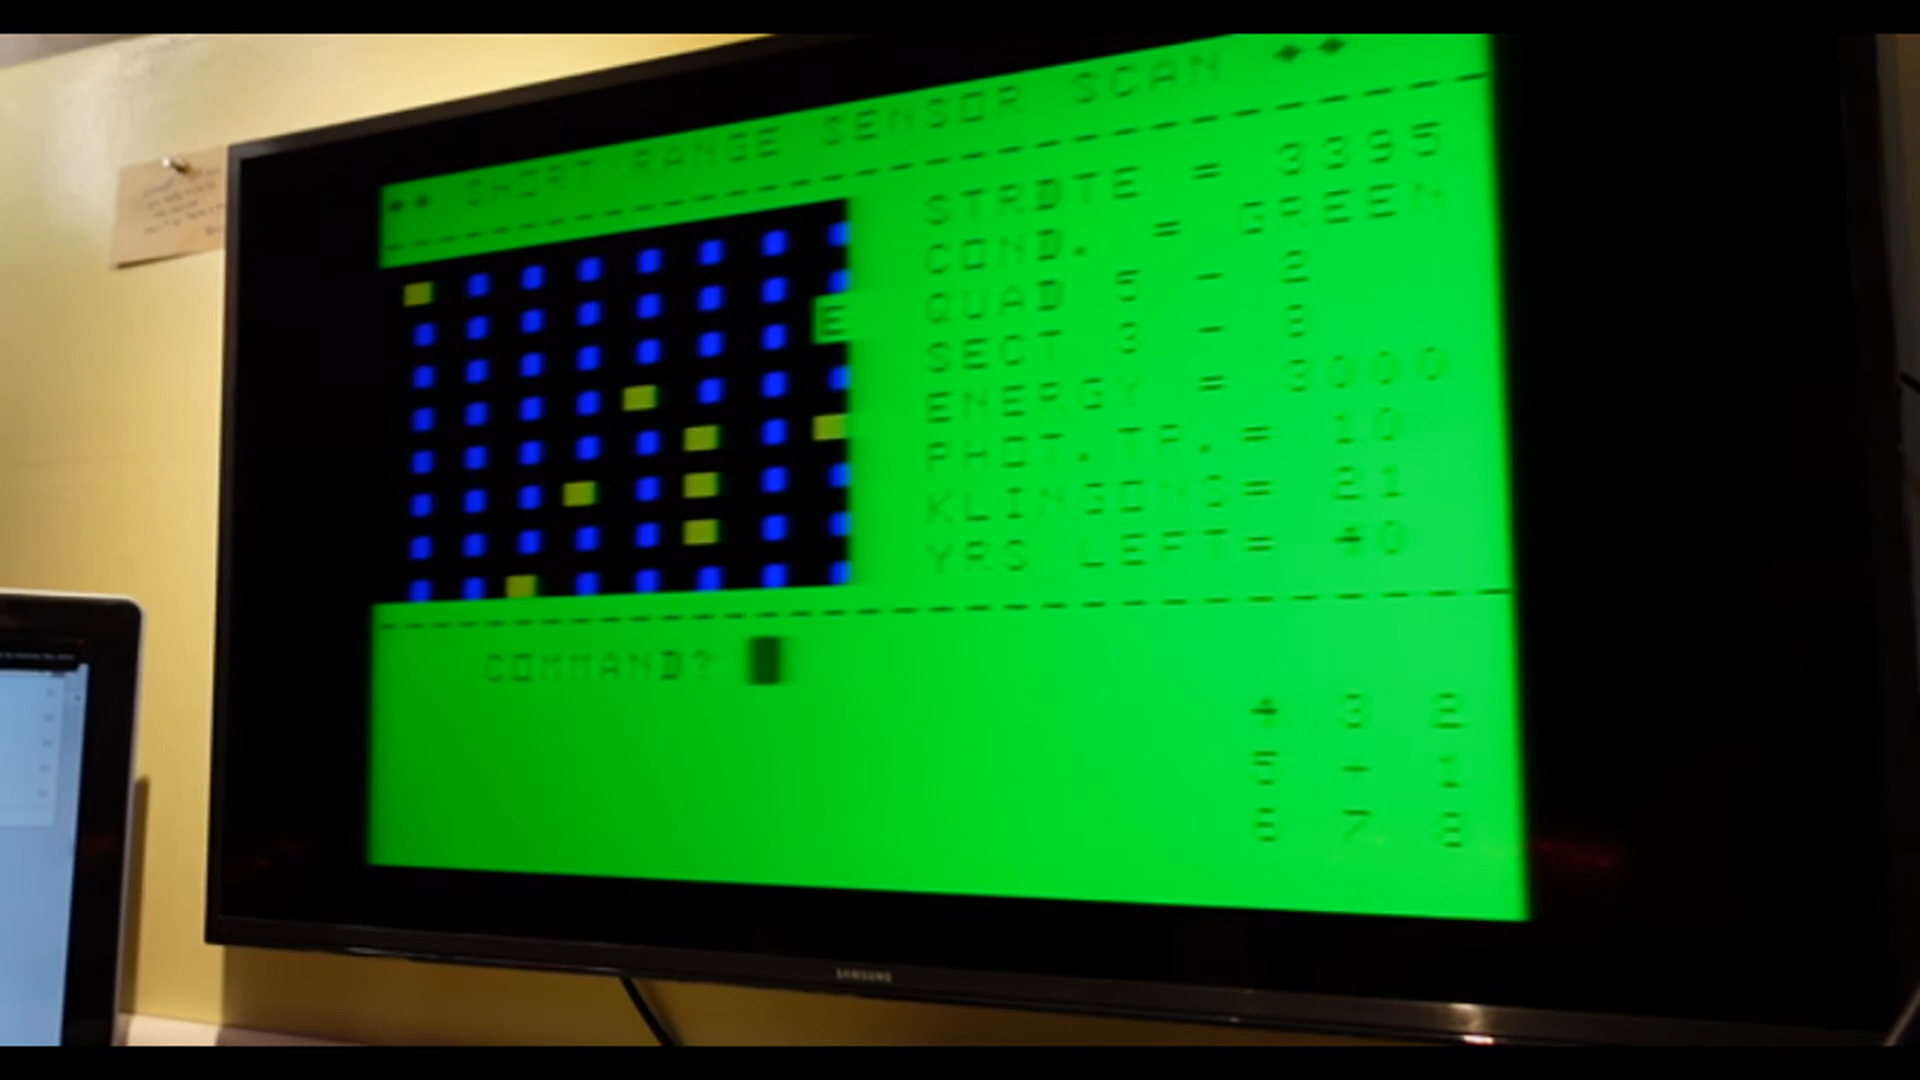 ** SHORT RANGE SENSOR SCAN **
E
STRDTE = 3395
COND. = GREEN
QUAD 5 - 2
SECT 3 - 8
ENERGY = 3000
PHOT.TP.= 10
KLINGONS= 21
YRS LEFT= 40
COMMAND?
4 3 2
5 + 1
6 7 8
SAMSUNG